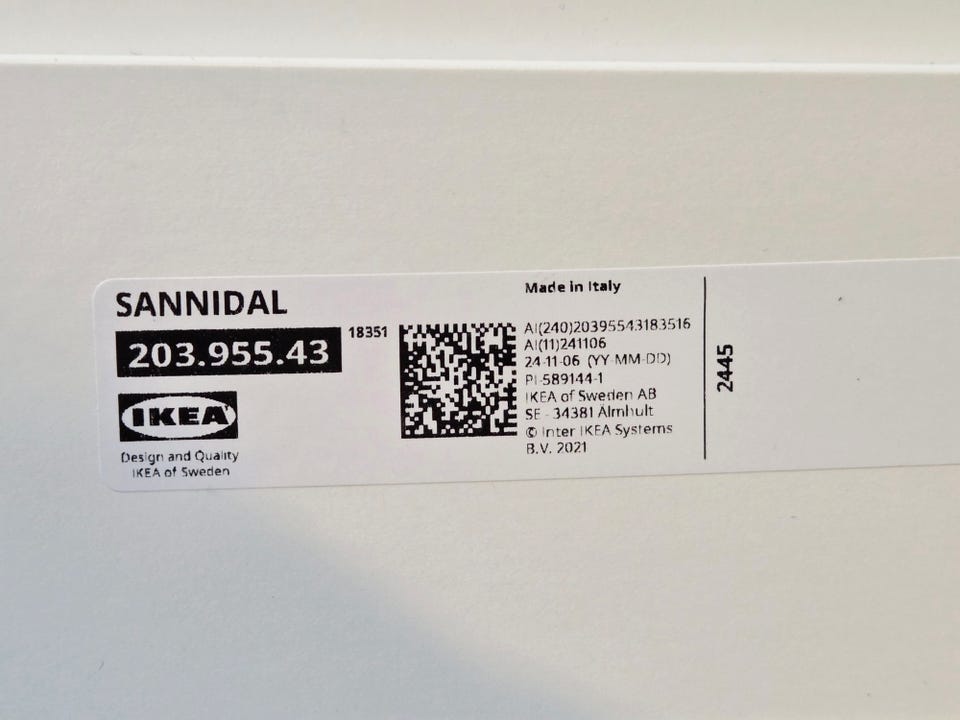 SANNIDAL
203.955.43
18351
IKEA
Design and Quality
IKEA of Sweden
Made in Italy
AI(240)20395543183516
AI(11)241106
24-11-06 (YY-MM-DD)
PI-589144-1
IKEA of Sweden AB
SE - 34381 Älmhult
© Inter IKEA Systems
B.V. 2021
2445